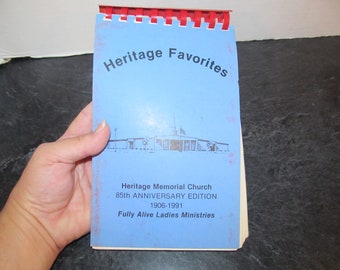 Heritage Favorites
Heritage Memorial Church
85th ANNIVERSARY EDITION
1906-1991
Fully Alive Ladies Ministries